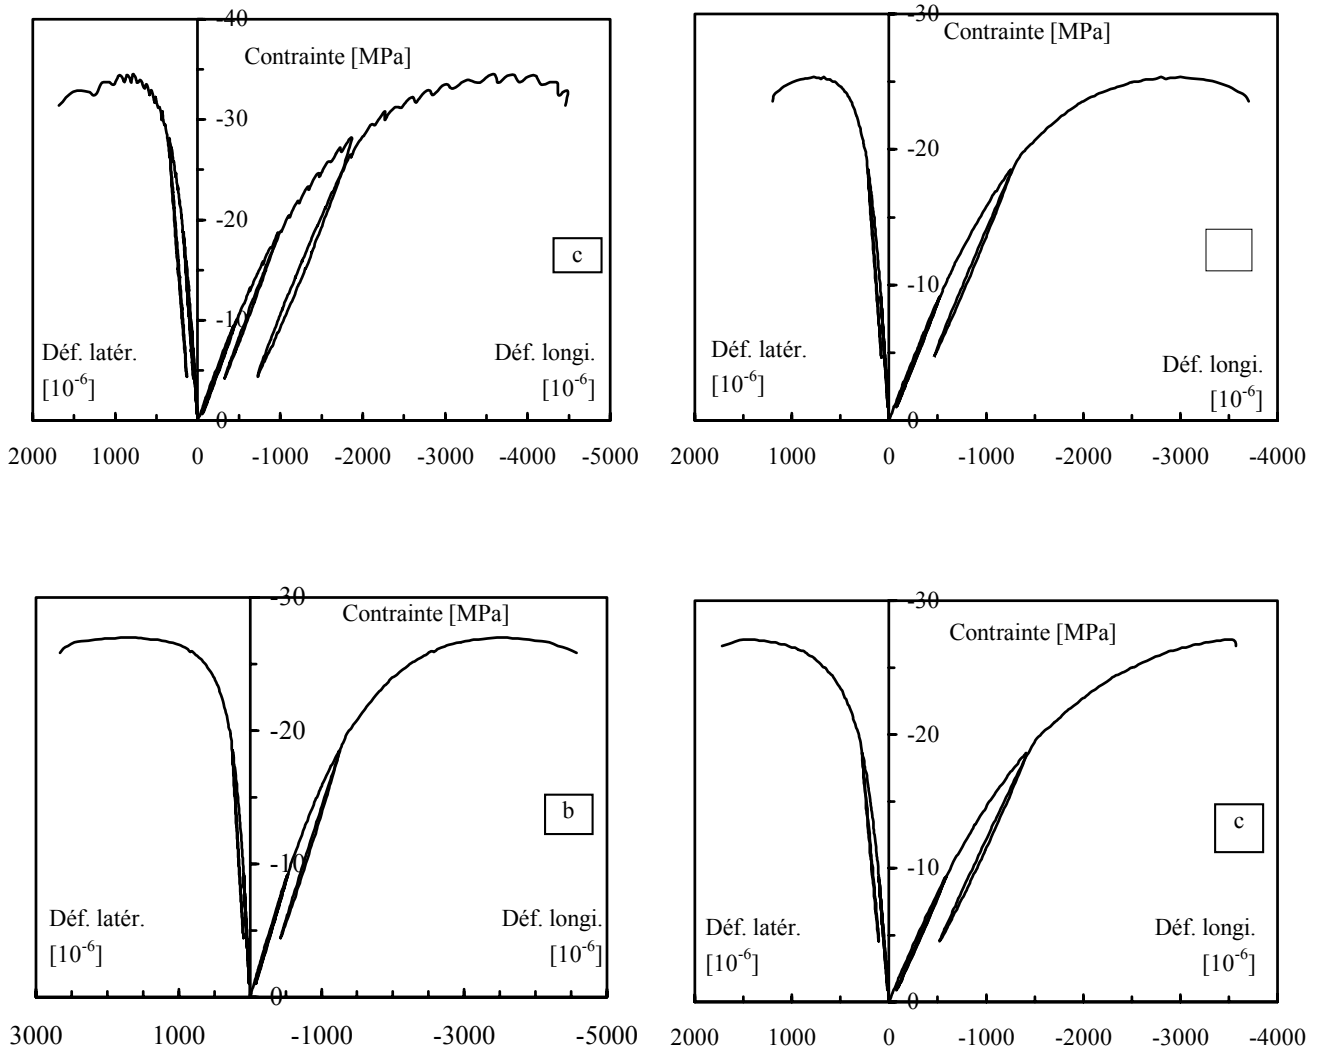 -40
Contrainte [MPa]
-30
-20
c
-10
Déf. latér.
[10-6]
Déf. longi.
[10-6]
0
2000 1000 0 -1000 -2000 -3000 -4000 -5000
-30
Contrainte [MPa]
-20
-10
Déf. latér.
[10-6]
Déf. longi.
[10-6]
0
2000 1000 0 -1000 -2000 -3000 -4000
-30
Contrainte [MPa]
-20
b
-10
Déf. latér.
[10-6]
Déf. longi.
[10-6]
0
3000 1000 -1000 -3000 -5000
-30
Contrainte [MPa]
-20
c
-10
Déf. latér.
[10-6]
Déf. longi.
[10-6]
0
2000 1000 0 -1000 -2000 -3000 -4000